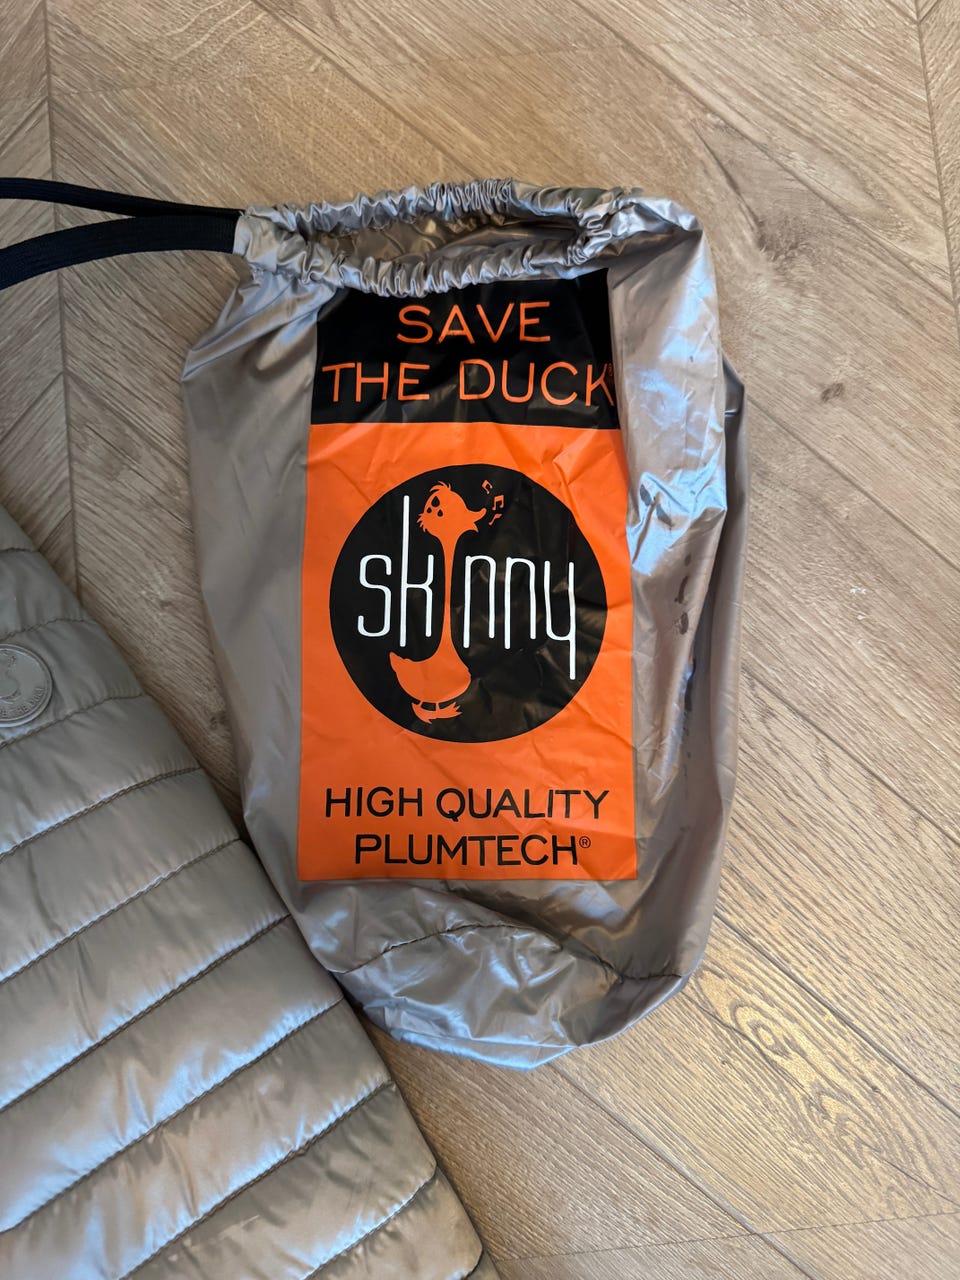 SAVE
THE DUCK®
skinny
HIGH QUALITY
PLUMTECH®